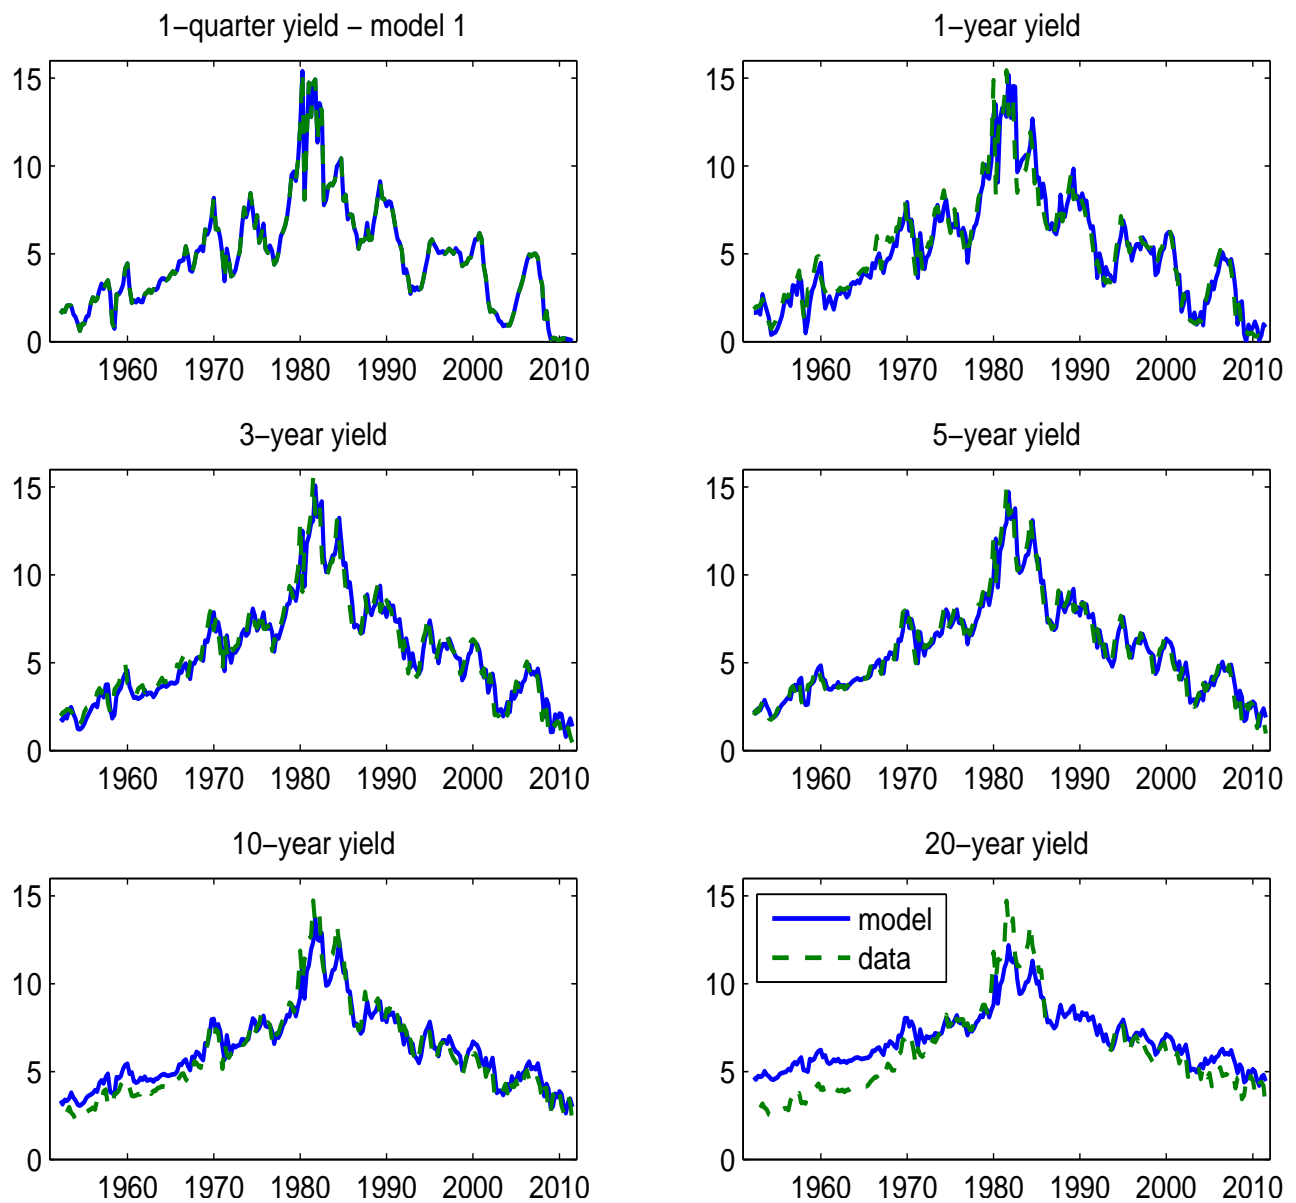 1−quarter yield − model 1
15
10
5
0
1960 1970 1980 1990 2000 2010
1−year yield
15
10
5
0
1960 1970 1980 1990 2000 2010
3−year yield
15
10
5
0
1960 1970 1980 1990 2000 2010
5−year yield
15
10
5
0
1960 1970 1980 1990 2000 2010
10−year yield
15
10
5
0
1960 1970 1980 1990 2000 2010
20−year yield
15
10
5
0
model
data
1960 1970 1980 1990 2000 2010